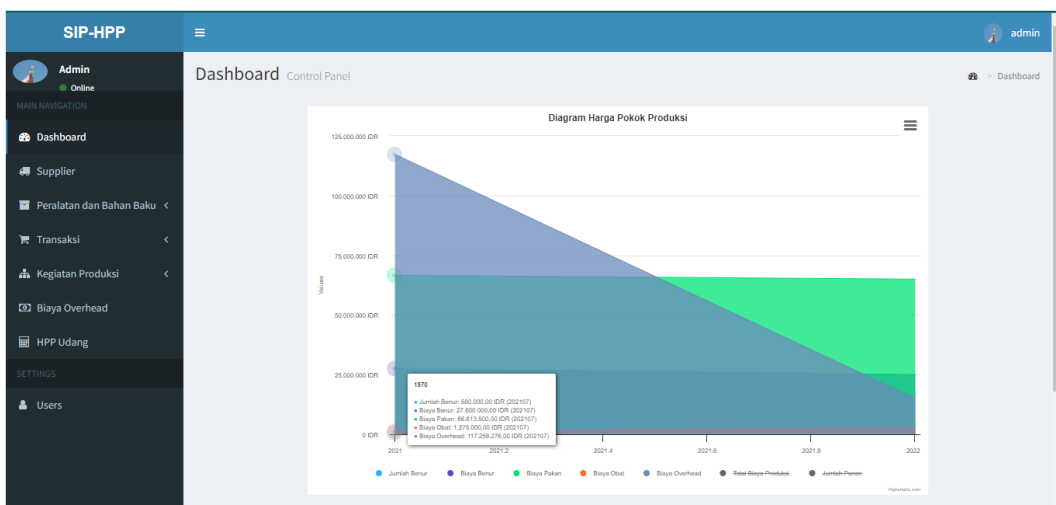 SIP-HPP
admin
Admin
Online
Dashboard Control Panel
> Dashboard
MAIN NAVIGATION
Dashboard
Supplier
Peralatan dan Bahan Baku
Transaksi
Kegiatan Produksi
Biaya Overhead
HPP Udang
SETTINGS
Users
Diagram Harga Pokok Produksi
125.000.000 IDR
100.000.000 IDR
75.000.000 IDR
50.000.000 IDR
25.000.000 IDR
0 IDR
Values
1970
Jumlah Benur: 580.000,00 IDR (202107)
Biaya Benur: 27.600.000,00 IDR (202107)
Biaya Pakan: 66.613.500,00 IDR (202107)
Biaya Obat: 1.275.000,00 IDR (202107)
Biaya Overhead: 117.258.276,00 IDR (202107)
2021 2021.2 2021.4 2021.6 2021.8 2022
Jumlah Benur Biaya Benur Biaya Pakan Biaya Obat Biaya Overhead Total Biaya Produksi Jumlah Panen
Highcharts.com